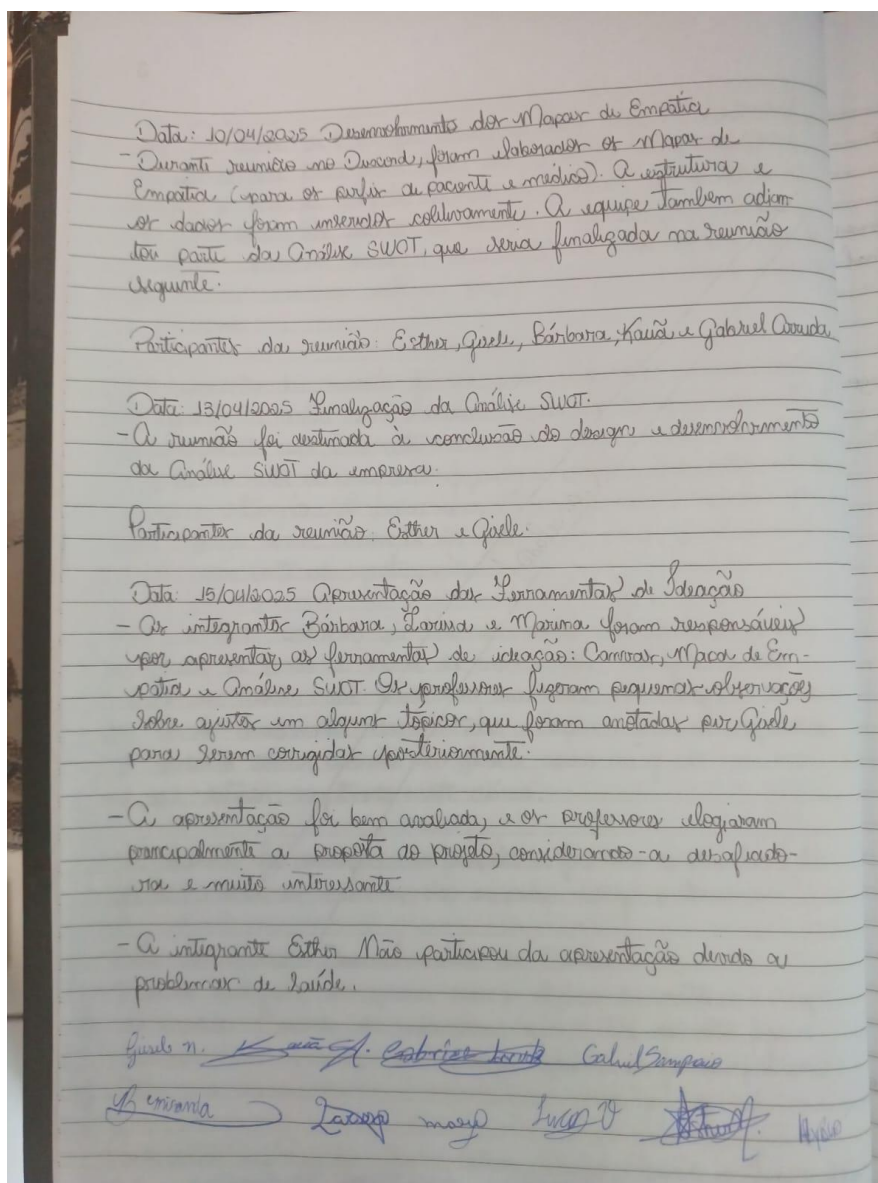 Data: 10/04/2025 Desenvolvimento dos Mapas de Empatia
- Durante reunião no Discord, foram elaborados os Mapas de
Empatia (para os perfis de paciente e médico). A estrutura e
os dados foram inseridos coletivamente. A equipe também adian-
tou parte da Análise SWOT, que seria finalizada na reunião
seguinte.
Participantes da reunião: Esther, Gisele, Bárbara, Kauã e Gabriel Arruda
Data: 13/04/2025 Finalização da Análise SWOT.
- A reunião foi destinada à conclusão do design e desenvolvimento
da Análise SWOT da empresa.
Participantes da reunião: Esther e Gisele.
Data: 15/04/2025 Apresentação das Ferramentas de Ideação
- As integrantes Bárbara, Larissa e Marina foram responsáveis
por apresentar as ferramentas de ideação: Canvas, Mapa de Em-
patia e Análise SWOT. Os professores fizeram pequenas observações
sobre ajustes em alguns tópicos, que foram anotadas por Gisele
para serem corrigidas posteriormente.
- A apresentação foi bem avaliada, e os professores elogiaram
principalmente a proposta do projeto, considerando-a desafiado-
ra e muito interessante
- A integrante Esther Não participou da apresentação devido a
problemas de saúde.
Gisele n. Kauã A. Gabriel Sampaio
B miranda Lucas V